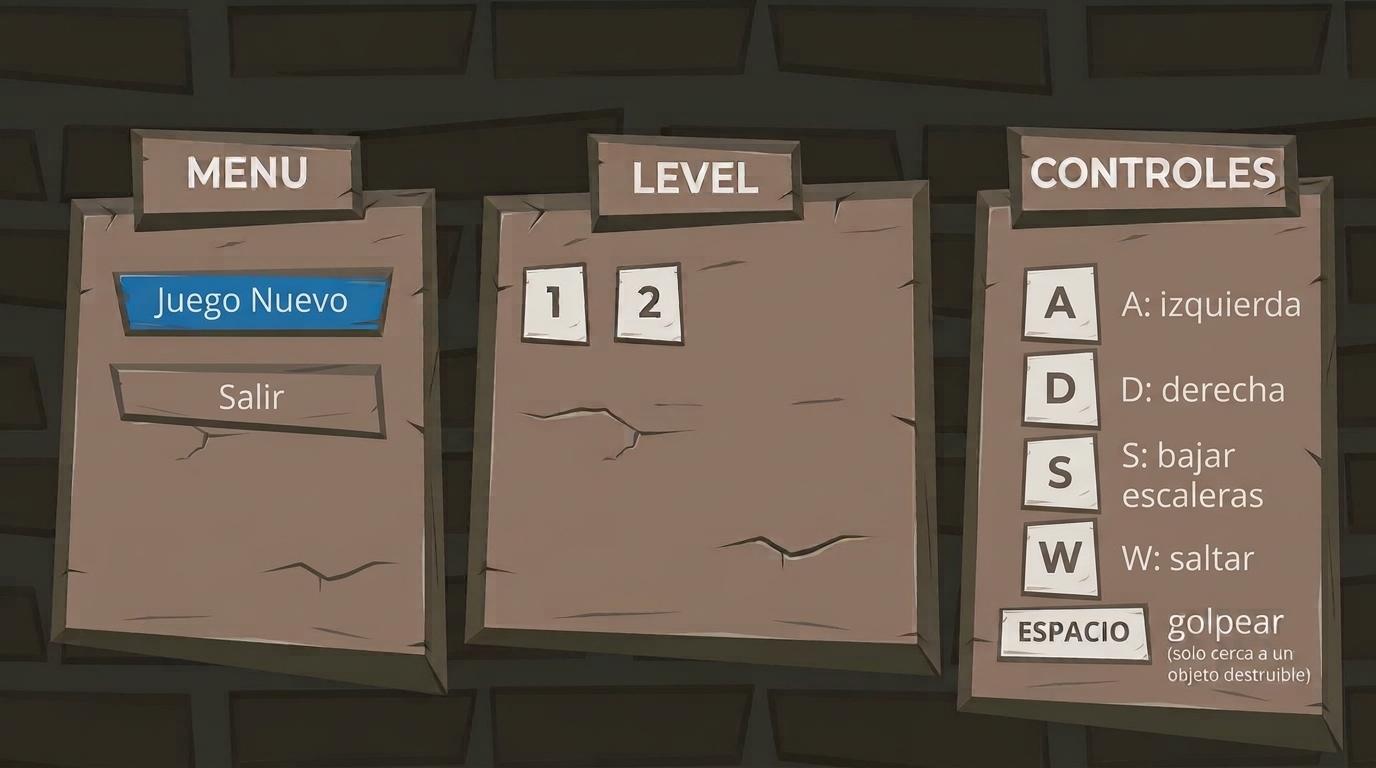 MENU
Juego Nuevo
Salir
LEVEL
1 2
CONTROLES
A A: izquierda
D D: derecha
S S: bajar
escaleras
W W: saltar
ESPACIO golpear
(solo cerca a un
objeto destruible)